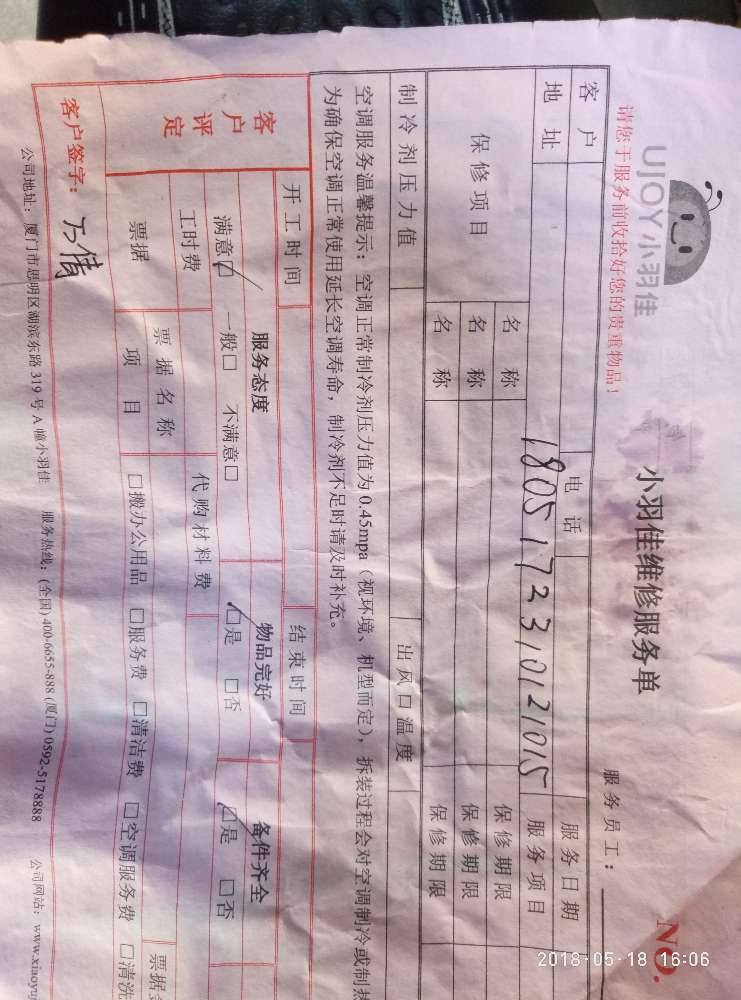 UJOY小羽佳
小羽佳维修服务单
NO.
请您于服务前收拾好您的贵重物品！
服务员工：
客户
电话
服务日期
地址
18051723310121015
服务项目
保修项目
名称
保修期限
名称
保修期限
名称
保修期限
制冷剂压力值
出风口温度
空调服务温馨提示：空调正常制冷剂压力值为0.45mpa（视环境、机型而定），拆装过程会对空调制冷或制热
为确保空调正常使用延长空调寿命，制冷剂不足时请及时补充。
开工时间
结束时间
客户评定
服务态度
物品完好
备件齐全
满意□ 一般□ 不满意□
□是 □否
□是 □否
工时费
代购材料费
票据
票据名称
票据金
项目
□搬办公用品 □服务费 □清洁费 □空调服务费 □清洗
客户签字：
公司地址：厦门市思明区湖滨东路319号A幢小羽佳 服务热线：(全国) 400-6655-888 (厦门) 0592-5178888 公司网站：www.xiaoyuj
2018-05-18 16:06